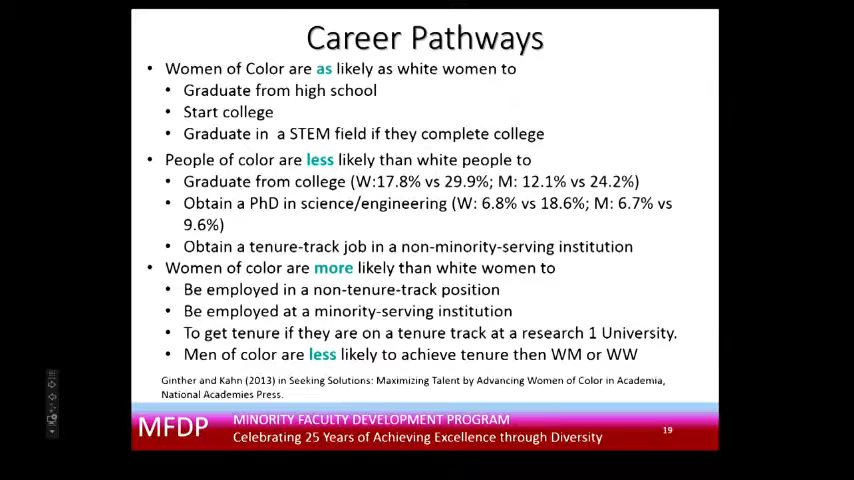 Career Pathways
• Women of Color are as likely as white women to
• Graduate from high school
• Start college
• Graduate in a STEM field if they complete college
• People of color are less likely than white people to
• Graduate from college (W:17.8% vs 29.9%; M: 12.1% vs 24.2%)
• Obtain a PhD in science/engineering (W: 6.8% vs 18.6%; M: 6.7% vs
9.6%)
• Obtain a tenure-track job in a non-minority-serving institution
• Women of color are more likely than white women to
• Be employed in a non-tenure-track position
• Be employed at a minority-serving institution
• To get tenure if they are on a tenure track at a research 1 University.
• Men of color are less likely to achieve tenure then WM or WW
Ginther and Kahn (2013) in Seeking Solutions: Maximizing Talent by Advancing Women of Color in Academia,
National Academies Press.
MFDP
MINORITY FACULTY DEVELOPMENT PROGRAM
Celebrating 25 Years of Achieving Excellence through Diversity
19